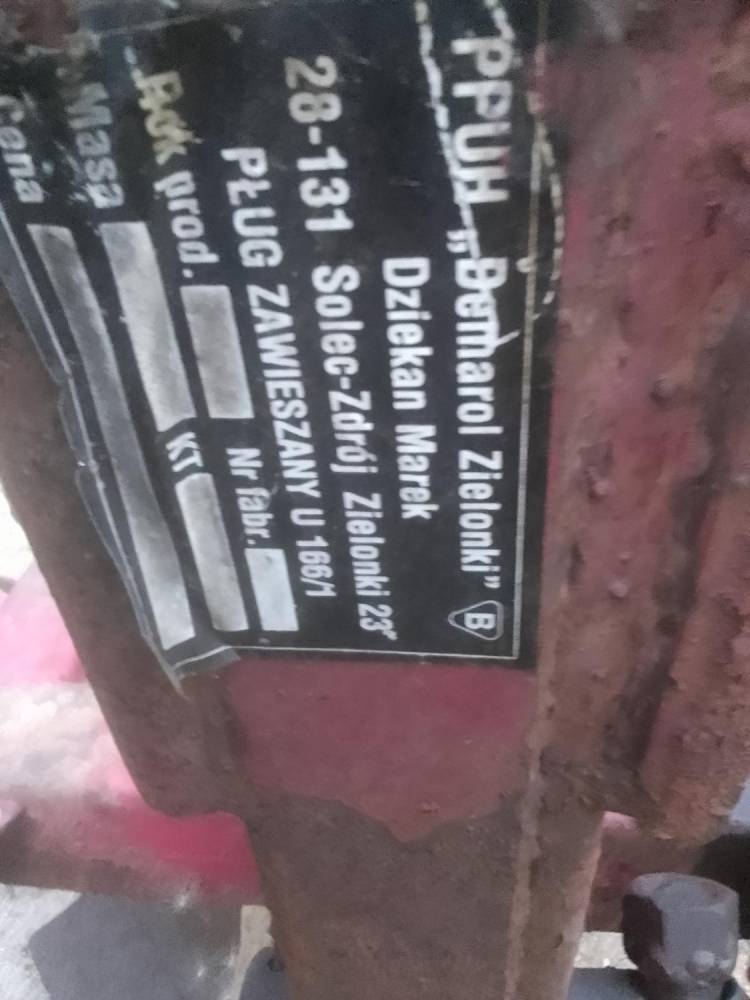 PPUH „Demarol Zielonki” B
Dziekan Marek
28-131 Solec-Zdrój Zielonki 23ª
PŁUG ZAWIESZANY U 166/1
Rok prod. Nr fabr.
Masa KT
Cena